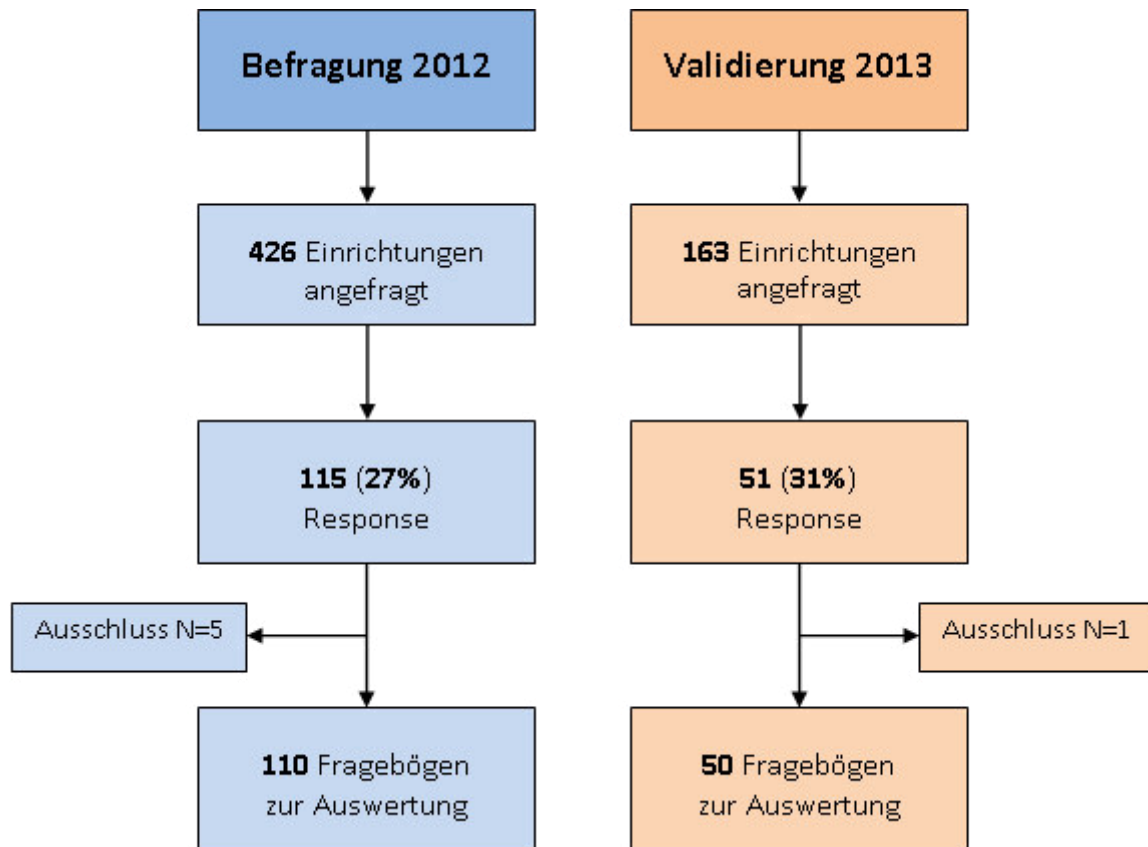 Befragung 2012
426 Einrichtungen
angefragt
115 (27%)
Response
Ausschluss N=5
110 Fragebögen
zur Auswertung
Validierung 2013
163 Einrichtungen
angefragt
51 (31%)
Response
Ausschluss N=1
50 Fragebögen
zur Auswertung